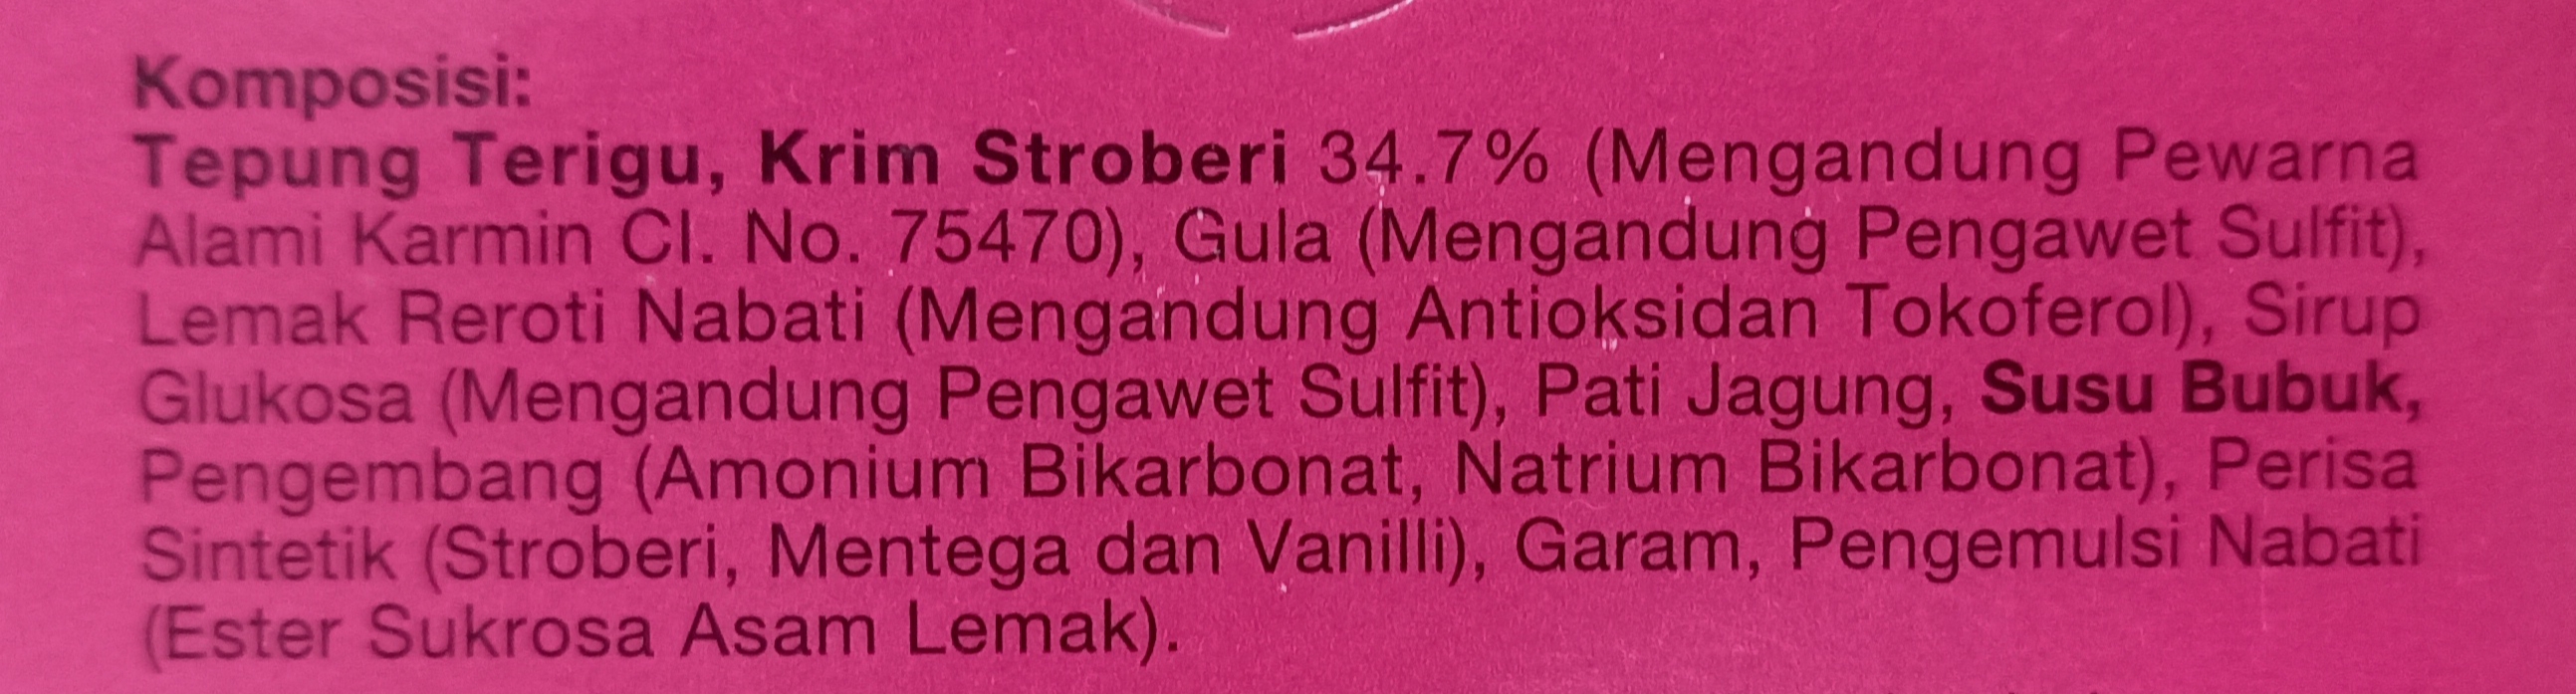 Komposisi:
Tepung Terigu, Krim Stroberi 34.7% (Mengandung Pewarna
Alami Karmin CI. No. 75470), Gula (Mengandung Pengawet Sulfit),
Lemak Reroti Nabati (Mengandung Antioksidan Tokoferol), Sirup
Glukosa (Mengandung Pengawet Sulfit), Pati Jagung, Susu Bubuk,
Pengembang (Amonium Bikarbonat, Natrium Bikarbonat), Perisa
Sintetik (Stroberi, Mentega dan Vanilli), Garam, Pengemulsi Nabati
(Ester Sukrosa Asam Lemak).